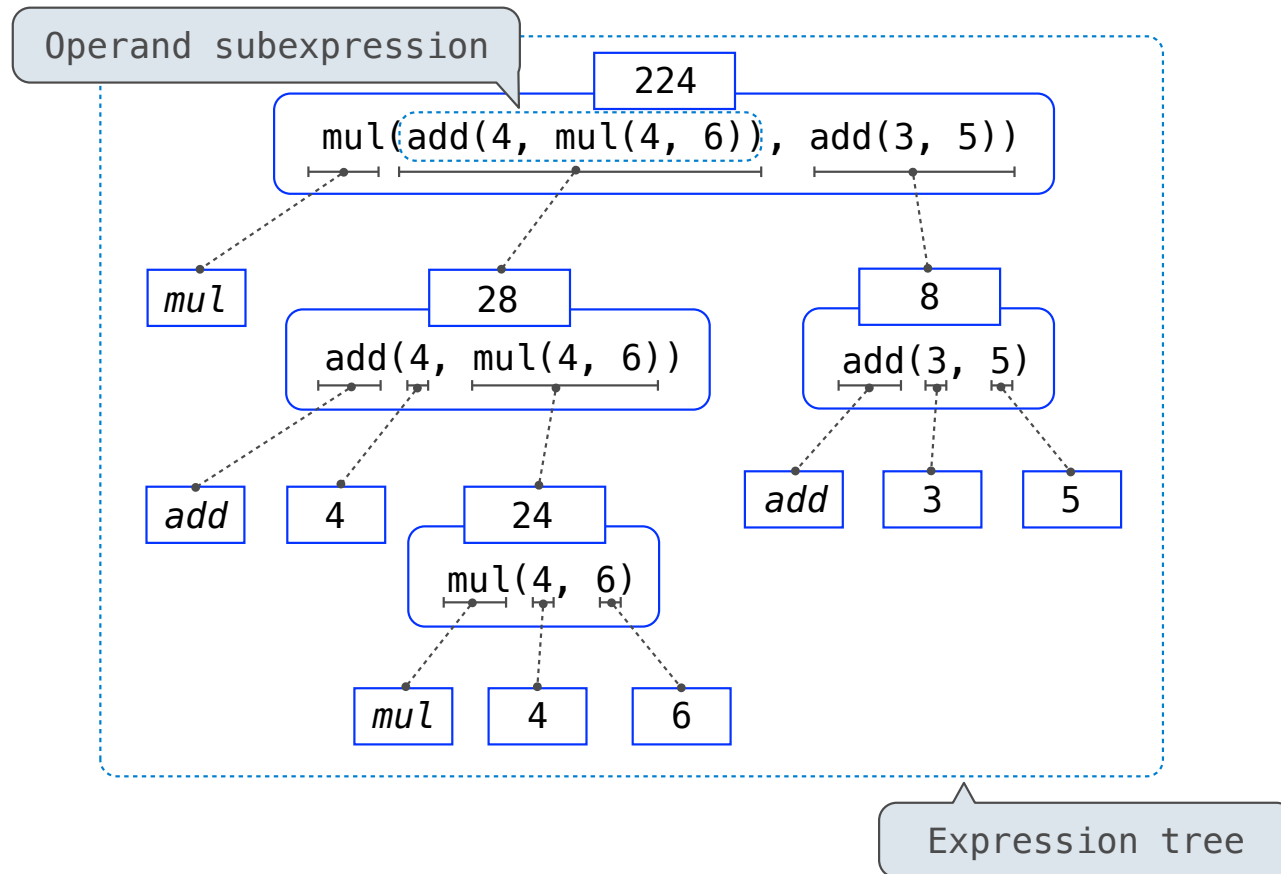 Operand subexpression
224
mul(add(4, mul(4, 6)), add(3, 5))
mul
28
8
add(4, mul(4, 6))
add(3, 5)
add
4
24
add
3
5
mul(4, 6)
mul
4
6
Expression tree